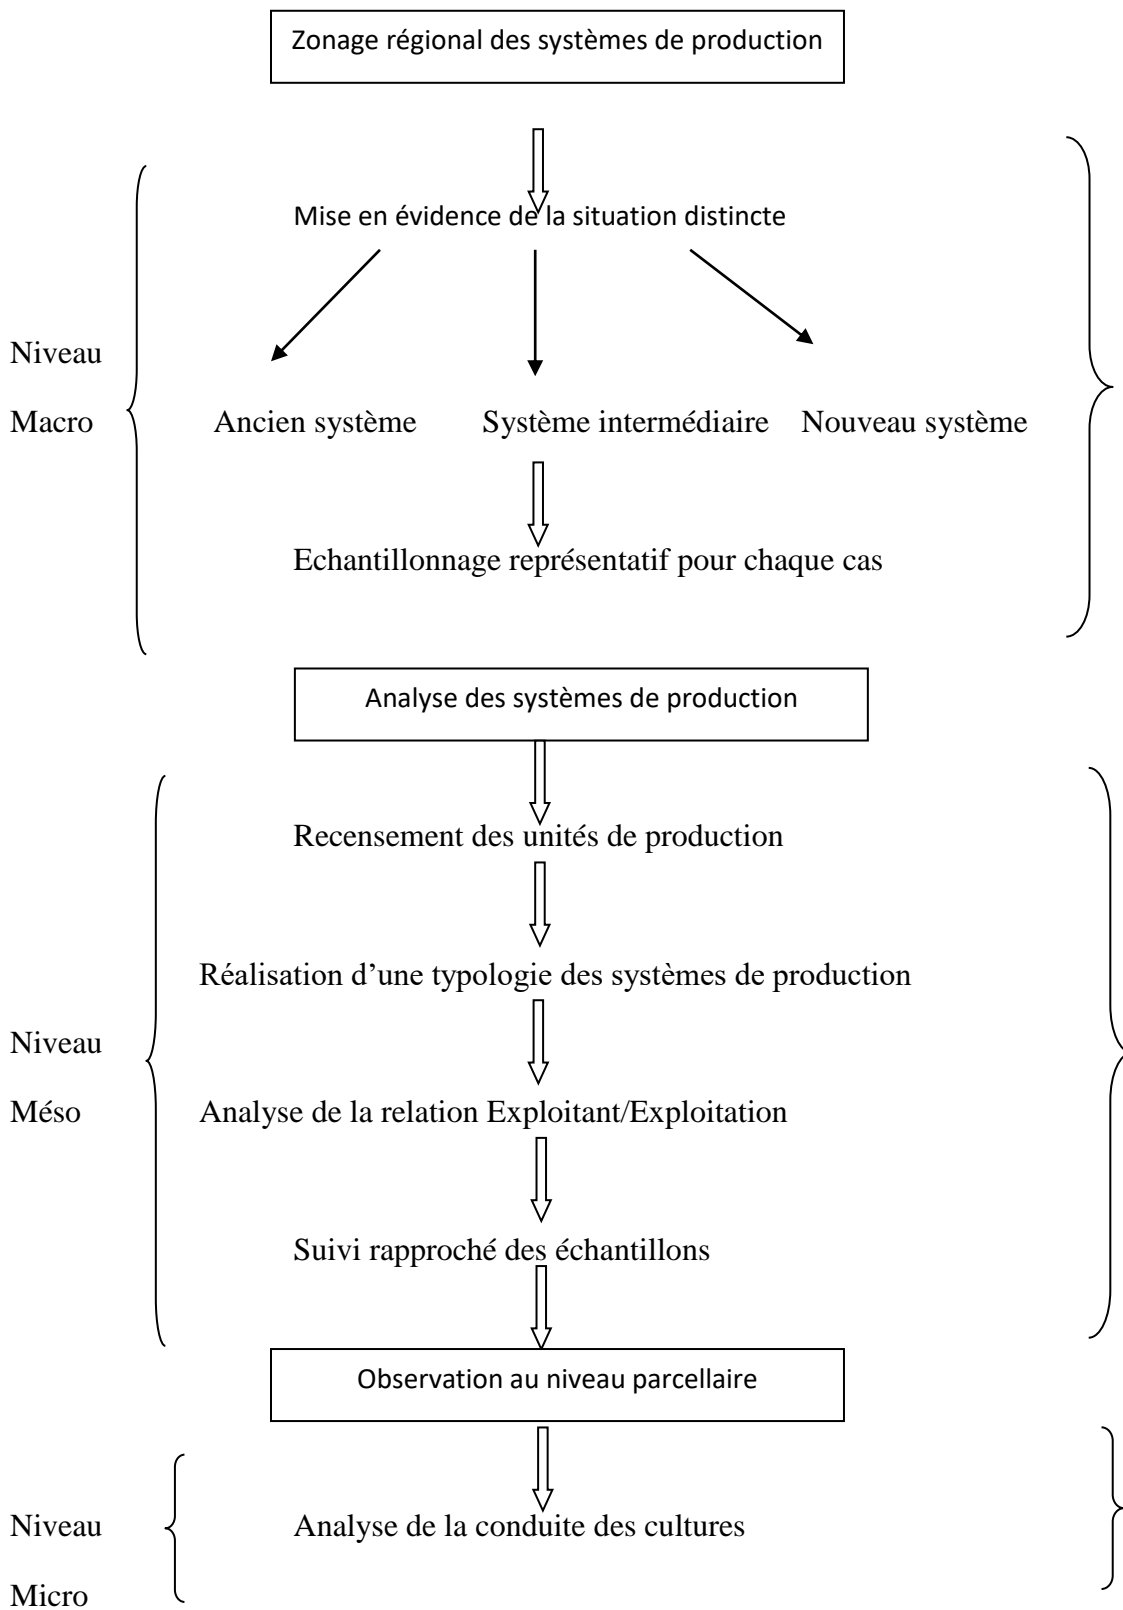 Zonage régional des systèmes de production
Mise en évidence de la situation distincte
Niveau
Macro
Ancien système
Système intermédiaire
Nouveau système
Echantillonnage représentatif pour chaque cas
Analyse des systèmes de production
Recensement des unités de production
Réalisation d’une typologie des systèmes de production
Niveau
Méso
Analyse de la relation Exploitant/Exploitation
Suivi rapproché des échantillons
Observation au niveau parcellaire
Niveau
Micro
Analyse de la conduite des cultures